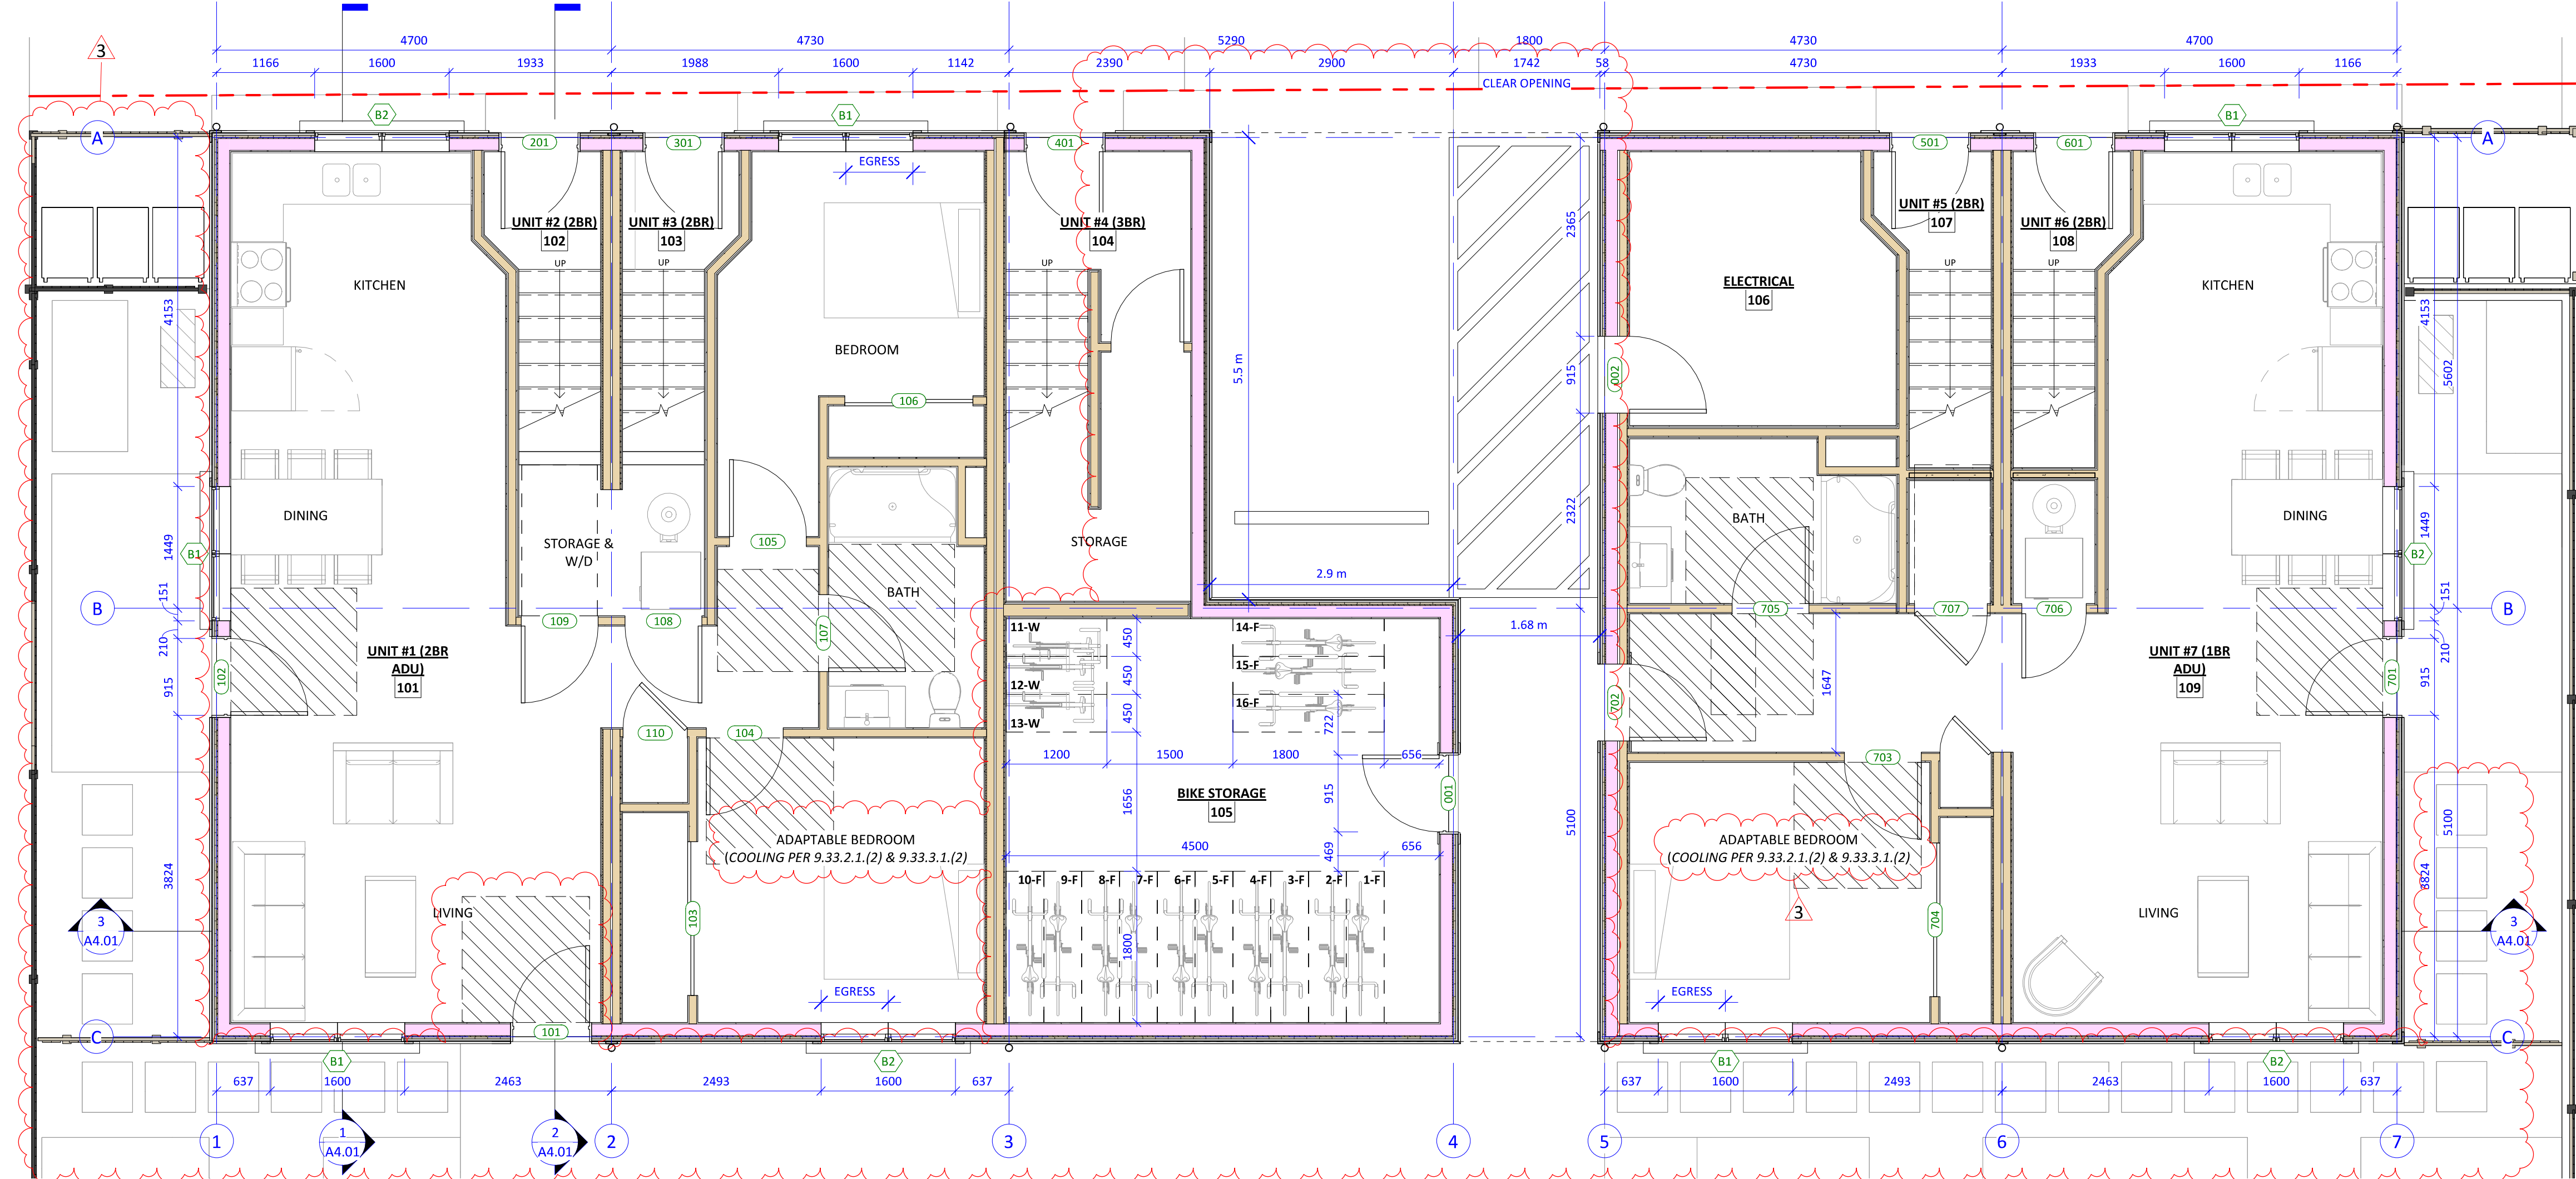 4700 4730 5290 1800 4730 4700
3
1166 1600 1933 1988 1600 1142 2390 2900 1742 58 4730 1933 1600 1166
CLEAR OPENING
B2 B1 B1
A 201 301 401 501 601 A
EGRESS
UNIT #2 (2BR)
102
UNIT #3 (2BR)
103
UNIT #4 (3BR)
104
UNIT #5 (2BR)
107
UNIT #6 (2BR)
108
2365
UP UP UP UP UP
KITCHEN
ELECTRICAL
106
KITCHEN
4153
4153
BEDROOM
5.5 m
915
002
5602
106
DINING
BATH
DINING
2322
1449
B1
STORAGE &
W/D
105
STORAGE
1449
B2
2.9 m
151
BATH
151
B
109 108
107
705 707 706
B
11-W
450
14-F
1.68 m
210
UNIT #1 (2BR
ADU)
101
102
915
450
15-F
12-W
16-F
13-W
450
722
702
1647
UNIT #7 (1BR
ADU)
109
210
701
915
110 104
1200 1500 1800 656
703
1656
BIKE STORAGE
105
915
001
5100
5100
ADAPTABLE BEDROOM
(COOLING PER 9.33.2.1.(2) & 9.33.3.1.(2)
4500 656
469
ADAPTABLE BEDROOM
(COOLING PER 9.33.2.1.(2) & 9.33.3.1.(2)
3824
3824
10-F 9-F 8-F 7-F 6-F 5-F 4-F 3-F 2-F 1-F
3
A4.01
LIVING
103
1800
3
704
LIVING
3
A4.01
EGRESS
EGRESS
C 101 C
B1 B2 B1 B2
637 1600 2463 2493 1600 637 637 1600 2493 2463 1600 637
1
1
A4.01
2
A4.01
2 3 4 5 6 7